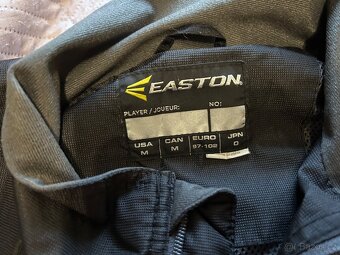 EASTON
PLAYER / JOUEUR: NO:
USA CAN EURO JPN
M M 97-102 O